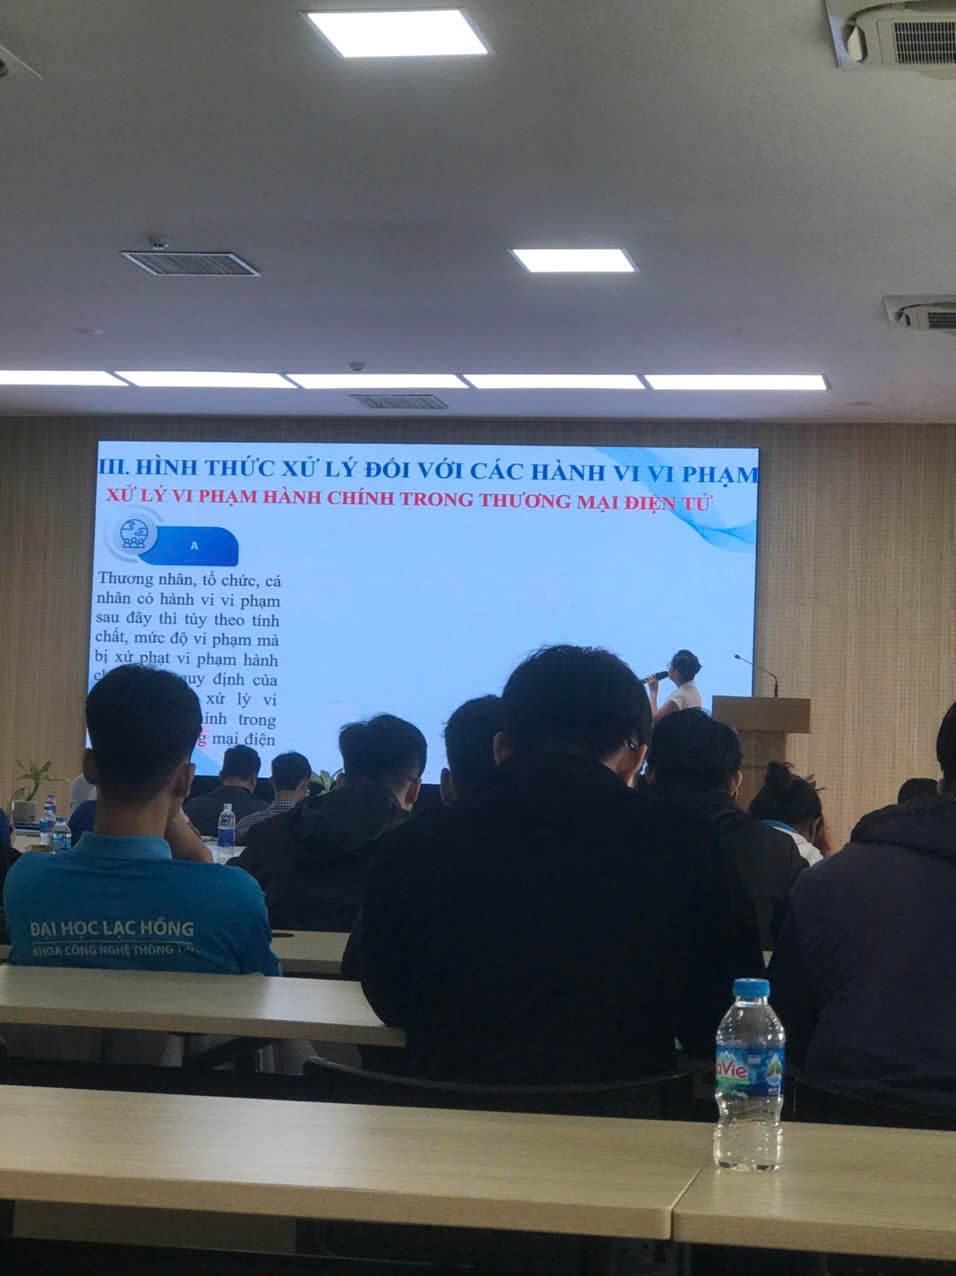 III. HÌNH THỨC XỬ LÝ ĐỐI VỚI CÁC HÀNH VI VI PHẠM
XỬ LÝ VI PHẠM HÀNH CHÍNH TRONG THƯƠNG MẠI ĐIỆN TỬ
A
Thương nhân, tổ chức, cá
nhân có hành vi vi phạm
sau đây thì tùy theo tính
chất, mức độ vi phạm mà
bị xử phạt vi phạm hành
quy định của
xử lý vi
trong
mại điện
ĐẠI HỌC LẠC HỒNG
KHOA CÔNG NGHỆ THÔNG
aVie